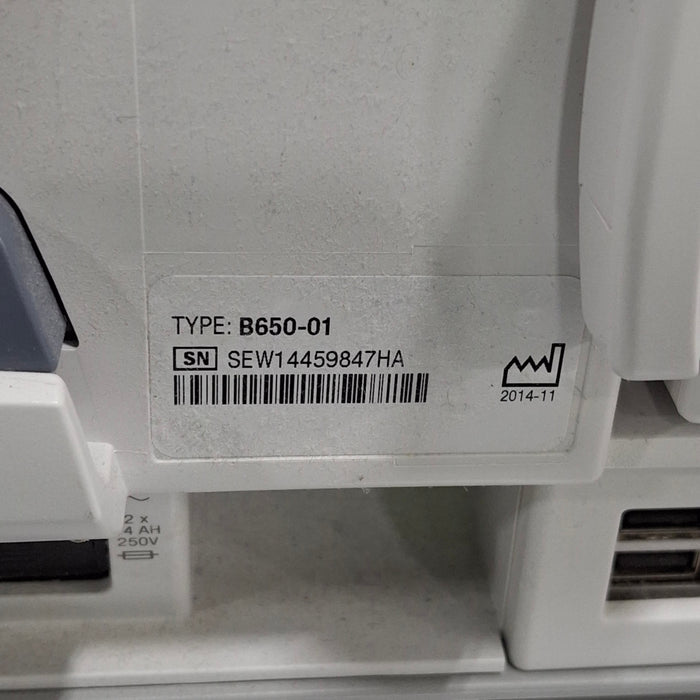 TYPE: B650-01
SN SEW14459847HA
2014-11
2 x
4 AH
250V